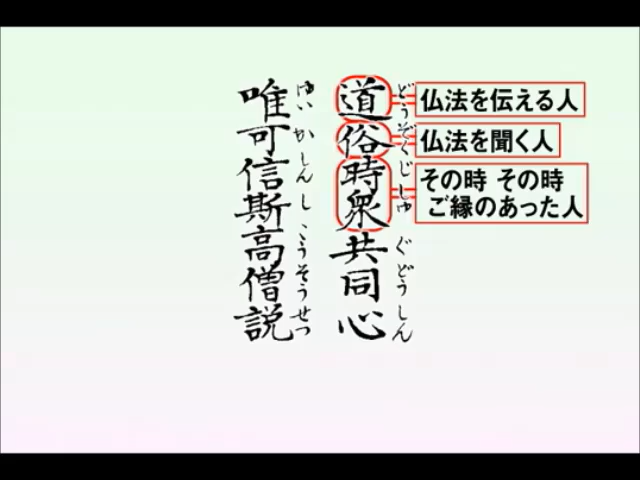 道俗時衆共同心
どうぞくじしゅ ぐどうしん
唯可信斯高僧説
ゆいかしんし こうそうせつ
仏法を伝える人
仏法を聞く人
その時 その時
ご縁のあった人